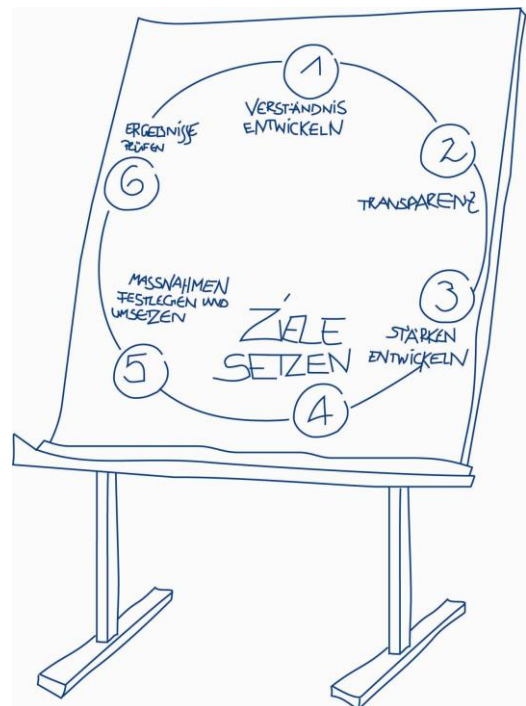 1
VERSTÄNDNIS
ENTWICKELN
2
TRANSPARENZ
3
STÄRKEN
ENTWICKELN
ZIELE
SETZEN
4
MASSNAHMEN
FESTLEGEN UND
UMSETZEN
5
ERGEBNISSE
PRÜFEN
6